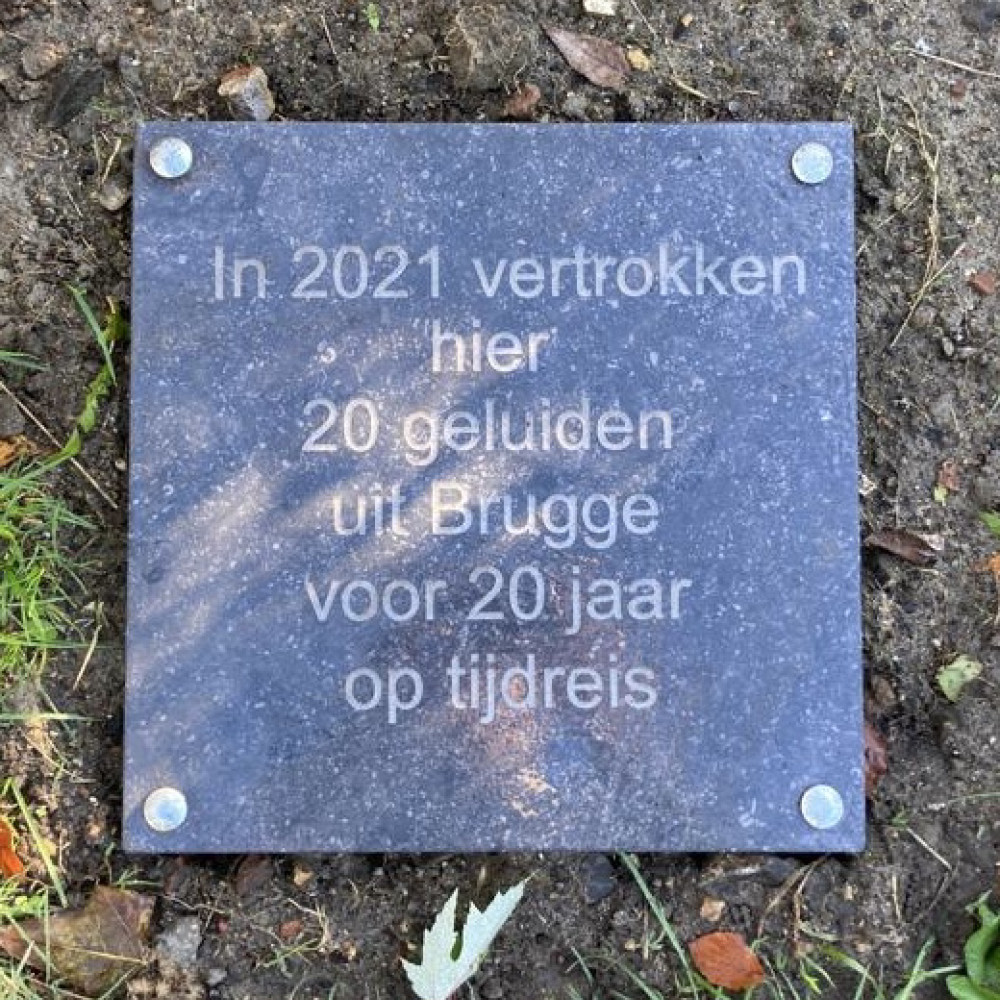 In 2021 vertrokken
hier
20 geluiden
uit Brugge
voor 20 jaar
op tijdreis